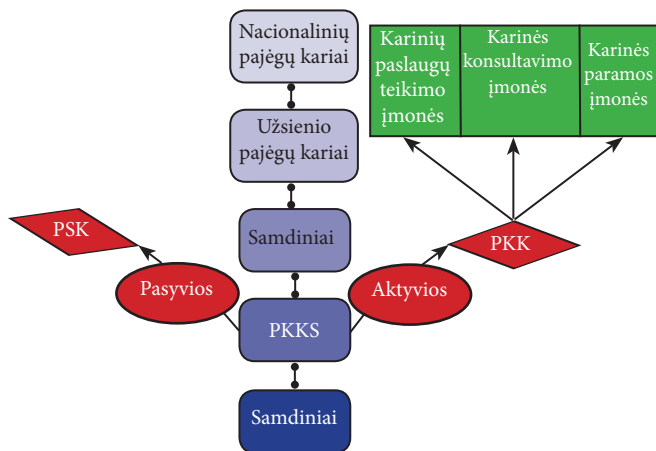 Nacionalinių
pajėgų kariai
Užsienio
pajėgų kariai
Samdiniai
PKKS
Samdiniai
Pasyvios
PSK
Aktyvios
PKK
Karinių
paslaugų
teikimo
įmonės
Karinės
konsultavimo
įmonės
Karinės
paramos
įmonės